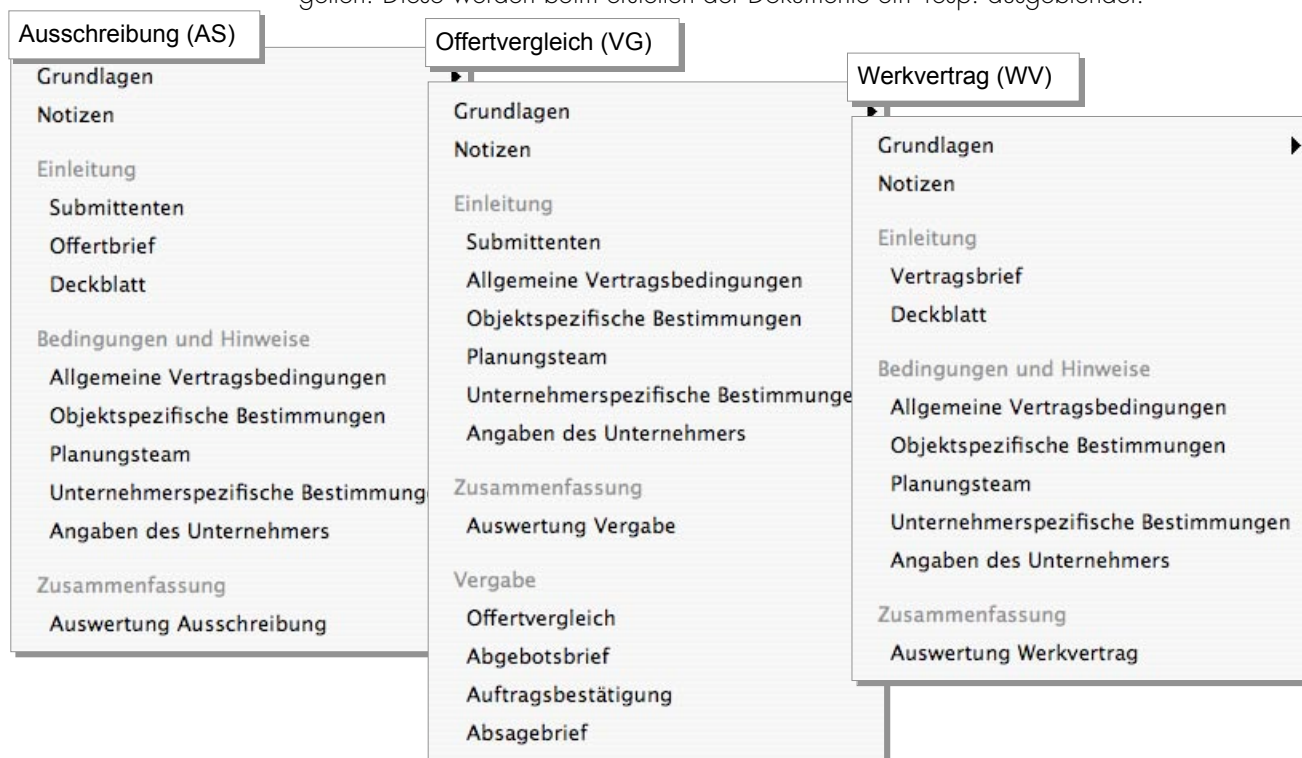 Ausschreibung (AS)
Grundlagen
Notizen
Einleitung
Submittenten
Offertbrief
Deckblatt
Bedingungen und Hinweise
Allgemeine Vertragsbedingungen
Objektspezifische Bestimmungen
Planungsteam
Unternehmerspezifische Bestimmung
Angaben des Unternehmers
Zusammenfassung
Auswertung Ausschreibung
Offertvergleich (VG)
Grundlagen
Notizen
Einleitung
Submittenten
Allgemeine Vertragsbedingungen
Objektspezifische Bestimmungen
Planungsteam
Unternehmerspezifische Bestimmunge
Angaben des Unternehmers
Zusammenfassung
Auswertung Vergabe
Vergabe
Offertvergleich
Abgebotsbrief
Auftragsbestätigung
Absagebrief
Werkvertrag (WV)
Grundlagen
Notizen
Einleitung
Vertragsbrief
Deckblatt
Bedingungen und Hinweise
Allgemeine Vertragsbedingungen
Objektspezifische Bestimmungen
Planungsteam
Unternehmerspezifische Bestimmungen
Angaben des Unternehmers
Zusammenfassung
Auswertung Werkvertrag